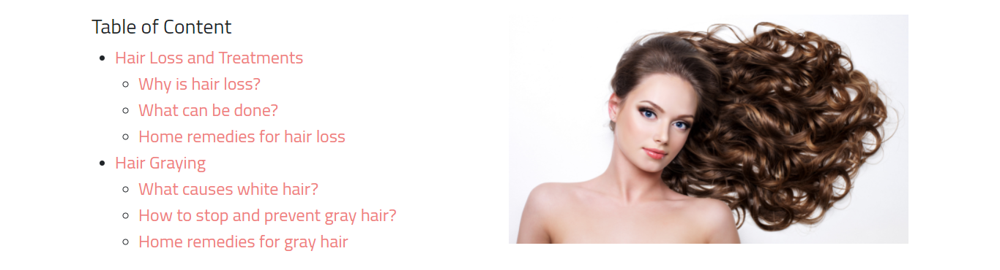 Table of Content
Hair Loss and Treatments
Why is hair loss?
What can be done?
Home remedies for hair loss
Hair Graying
What causes white hair?
How to stop and prevent gray hair?
Home remedies for gray hair